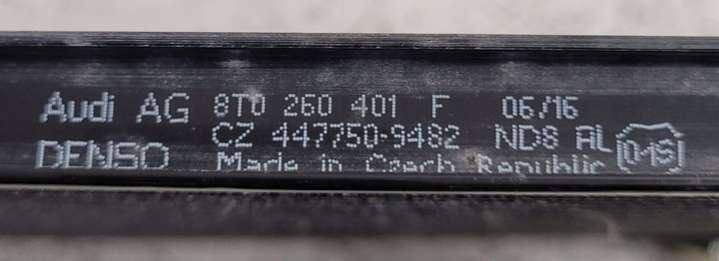 Audi AG 8T0 260 401 F 06/16
CZ 447750-9482 ND8 AL
DENSO Made in Czech Republic